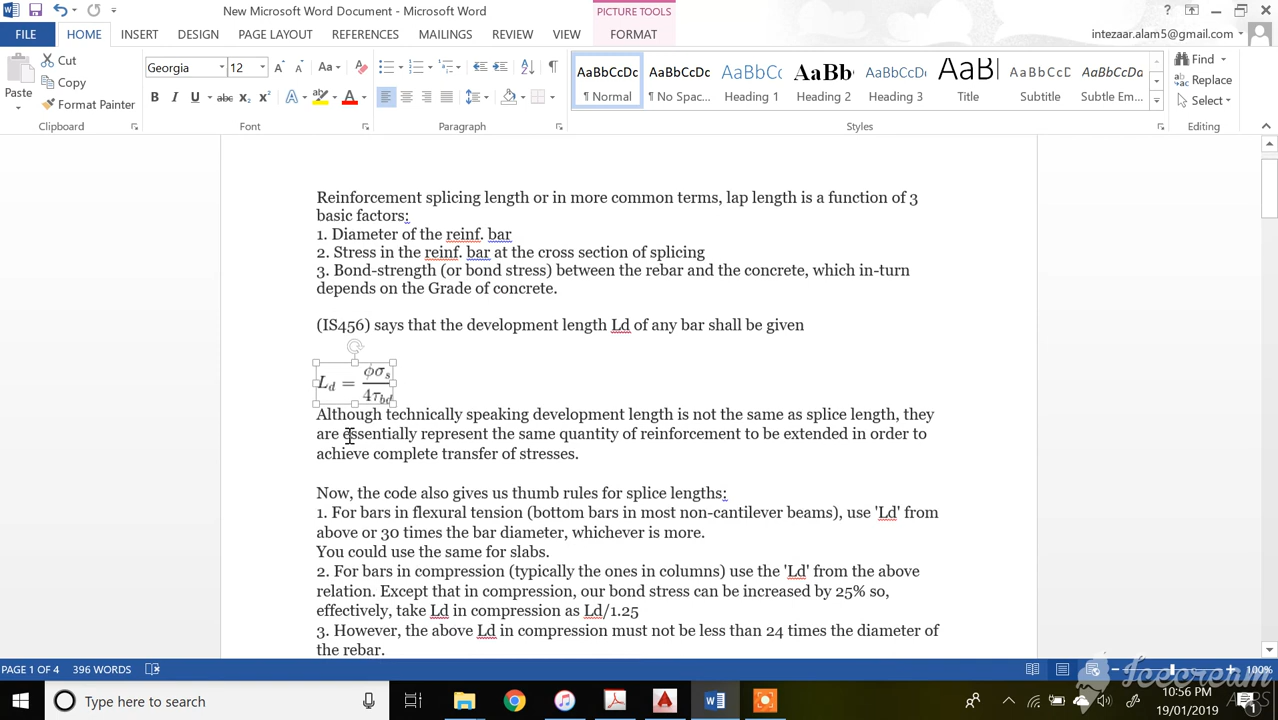 New Microsoft Word Document - Microsoft Word
PICTURE TOOLS
FILE HOME INSERT DESIGN PAGE LAYOUT REFERENCES MAILINGS REVIEW VIEW FORMAT
intezaar.alam5@gmail.com
Paste
Cut
Copy
Format Painter
Clipboard
Georgia 12
Font
Paragraph
AaBbCcDc AaBbCcDc AaBbCc AaBb AaBbCcDc AaBb AaBbCcD AaBbCcDc
¶ Normal ¶ No Spac... Heading 1 Heading 2 Heading 3 Title Subtitle Subtle Em...
Styles
Find
Replace
Select
Editing
Reinforcement splicing length or in more common terms, lap length is a function of 3
basic factors:
1. Diameter of the reinf. bar
2. Stress in the reinf. bar at the cross section of splicing
3. Bond-strength (or bond stress) between the rebar and the concrete, which in-turn
depends on the Grade of concrete.
(IS456) says that the development length Ld of any bar shall be given
L_d = ϕσ_s / 4τ_bd
Although technically speaking development length is not the same as splice length, they
are essentially represent the same quantity of reinforcement to be extended in order to
achieve complete transfer of stresses.
Now, the code also gives us thumb rules for splice lengths:
1. For bars in flexural tension (bottom bars in most non-cantilever beams), use 'Ld' from
above or 30 times the bar diameter, whichever is more.
You could use the same for slabs.
2. For bars in compression (typically the ones in columns) use the 'Ld' from the above
relation. Except that in compression, our bond stress can be increased by 25% so,
effectively, take Ld in compression as Ld/1.25
3. However, the above Ld in compression must not be less than 24 times the diameter of
the rebar.
PAGE 1 OF 4 396 WORDS
100%
Icecream
APPS
Type here to search
10:56 PM
19/01/2019